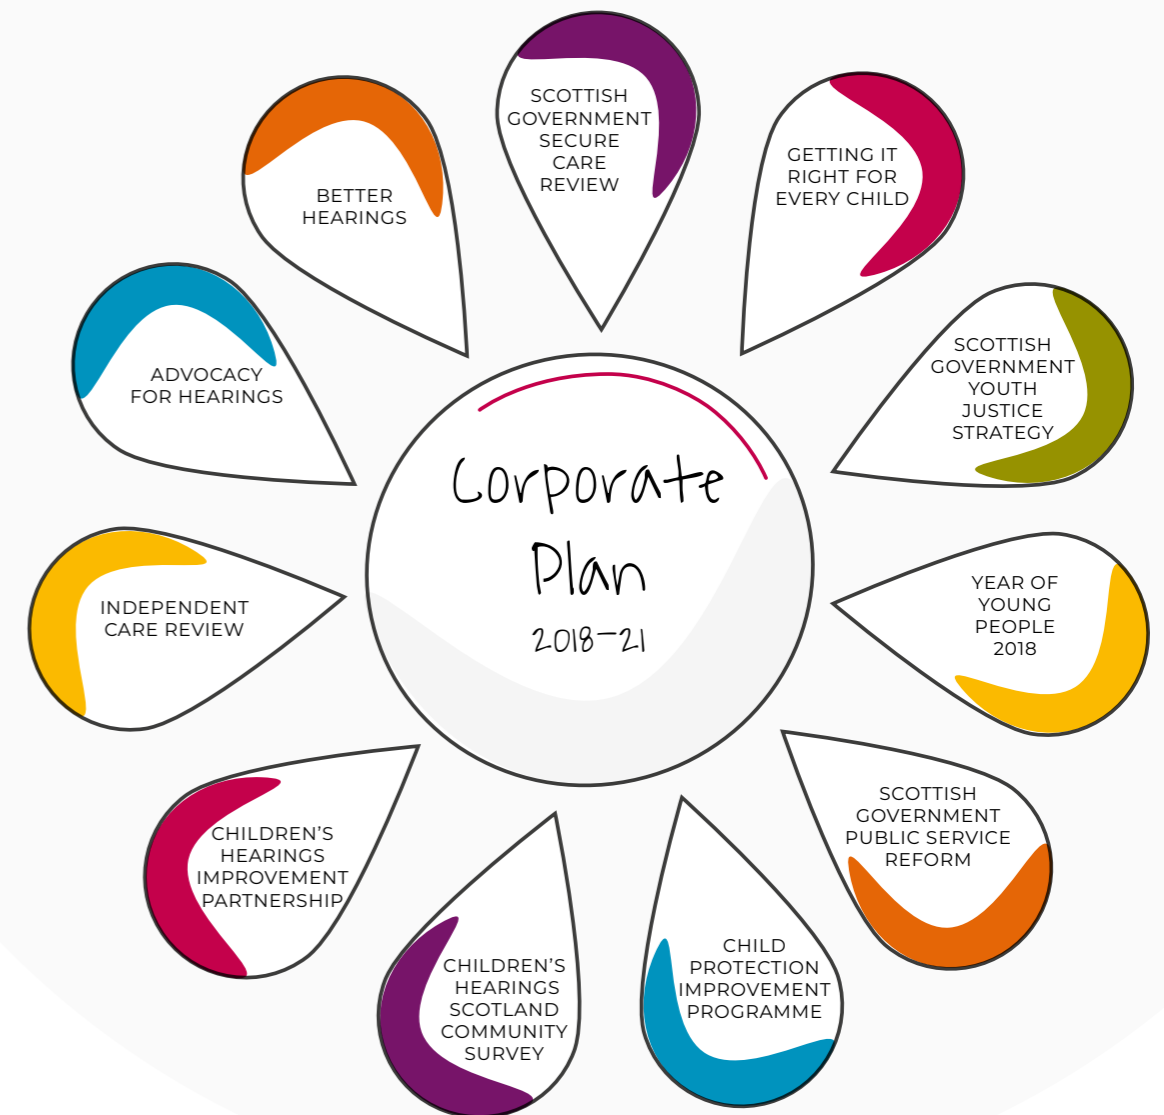 SCOTTISH
GOVERNMENT
SECURE
CARE
REVIEW
GETTING IT
RIGHT FOR
EVERY CHILD
SCOTTISH
GOVERNMENT
YOUTH
JUSTICE
STRATEGY
YEAR OF
YOUNG
PEOPLE
2018
SCOTTISH
GOVERNMENT
PUBLIC SERVICE
REFORM
CHILD
PROTECTION
IMPROVEMENT
PROGRAMME
CHILDREN'S
HEARINGS
SCOTLAND
COMMUNITY
SURVEY
CHILDREN'S
HEARINGS
IMPROVEMENT
PARTNERSHIP
INDEPENDENT
CARE REVIEW
ADVOCACY
FOR HEARINGS
BETTER
HEARINGS
Corporate
Plan
2018-21